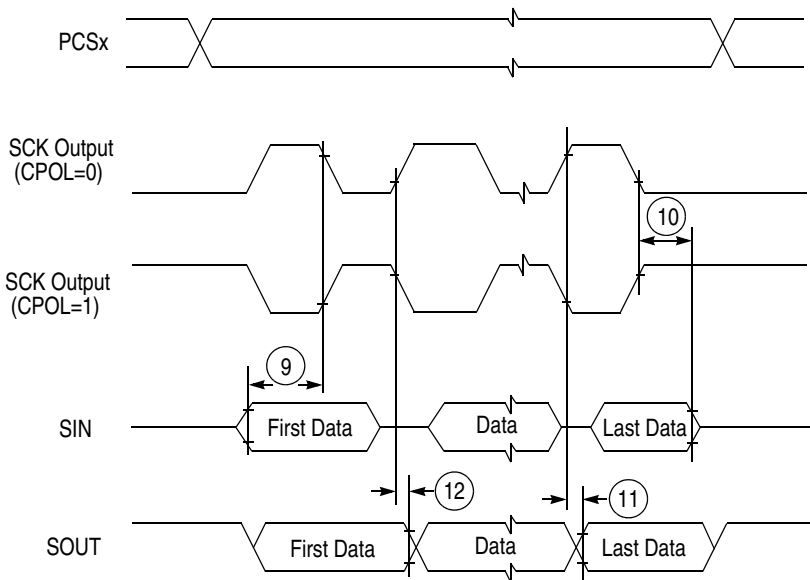 PCSx
SCK Output
(CPOL=0)
10
SCK Output
(CPOL=1)
9
SIN
First Data
Data
Last Data
12
11
SOUT
First Data
Data
Last Data